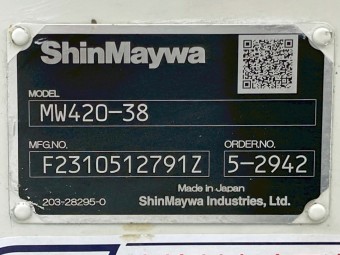 ShinMaywa
MODEL
MW420-38
MFG.NO. ORDER.NO.
F2310512791Z 5-2942
Made in Japan
203-28295-0 ShinMaywa Industries, Ltd.